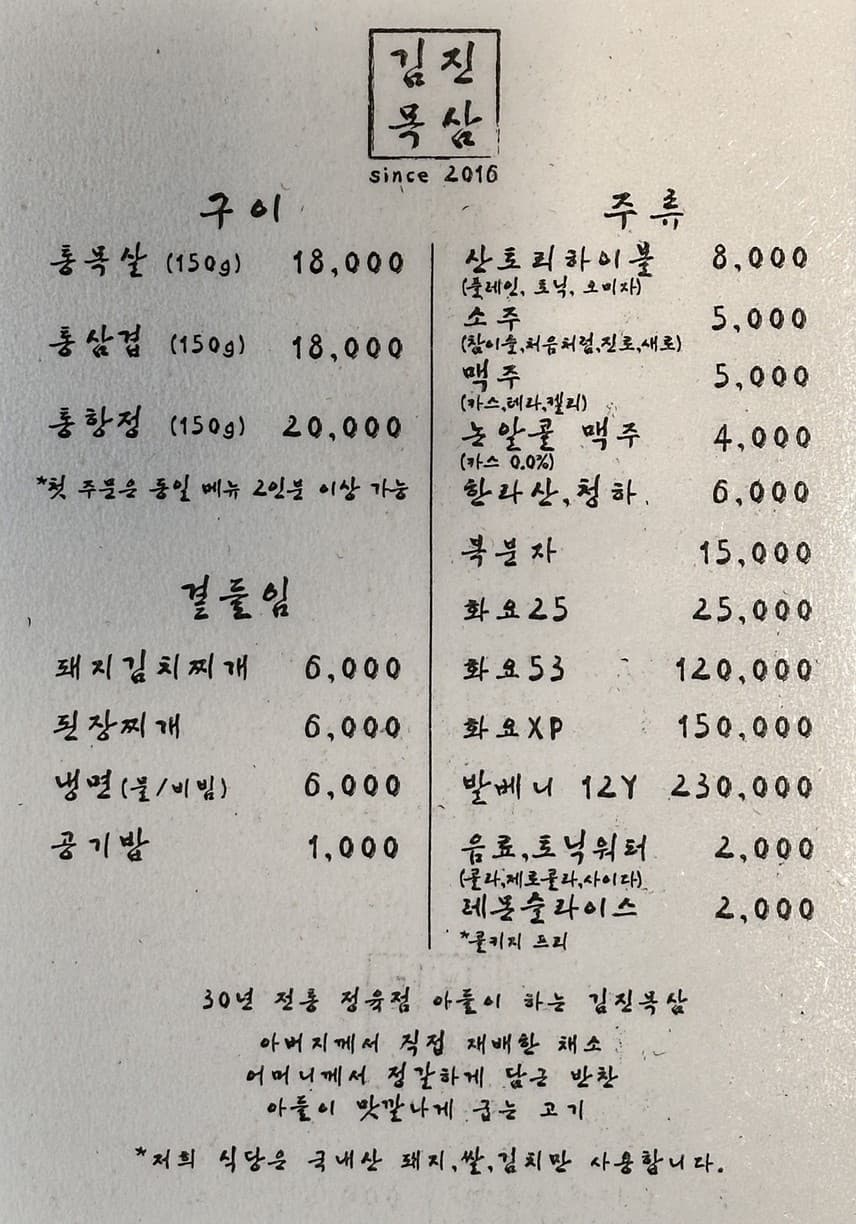 김진
목삼
since 2016
구이
통목살 (150g) 18,000
통삼겹 (150g) 18,000
통항정 (150g) 20,000
*첫 주문은 동일 메뉴 2인분 이상 가능
곁들임
돼지김치찌개 6,000
된장찌개 6,000
냉면(물/비빔) 6,000
공기밥 1,000
주류
산토리하이볼 8,000
(플레인, 토닉, 오미자)
소주 5,000
(참이슬,처음처럼,진로,새로)
맥주 5,000
(카스,테라,켈리)
논알콜 맥주 4,000
(카스 0.0%)
한라산,청하 6,000
복분자 15,000
화요25 25,000
화요53 120,000
화요XP 150,000
발베니 12Y 230,000
음료,토닉워터 2,000
(콜라,제로콜라,사이다)
레몬슬라이스 2,000
*콜키지 프리
30년 전통 정육점 아들이 하는 김진목삼
아버지께서 직접 재배한 채소
어머니께서 정갈하게 담근 반찬
아들이 맛깔나게 굽는 고기
*저희 식당은 국내산 돼지,쌀,김치만 사용합니다.